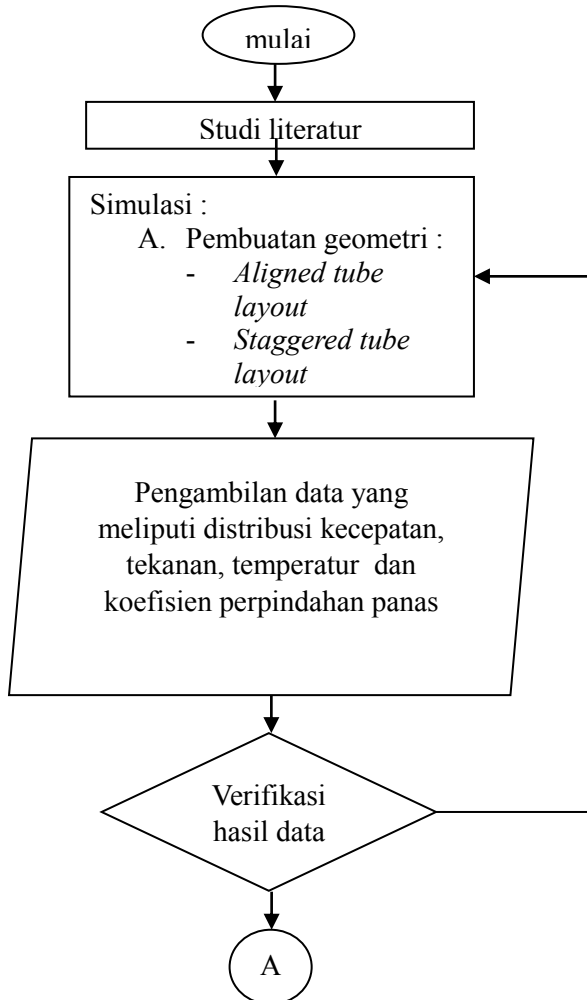 mulai
Studi literatur
Simulasi :
A. Pembuatan geometri :
- Aligned tube
layout
- Staggered tube
layout
Pengambilan data yang
meliputi distribusi kecepatan,
tekanan, temperatur dan
koefisien perpindahan panas
Verifikasi
hasil data
A